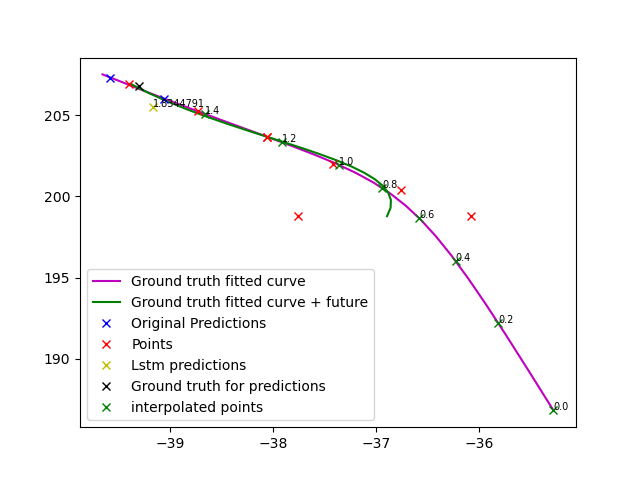 205
200
195
190
−39
−38
−37
−36
1.8344791
1.4
1.2
1.0
0.8
0.6
0.4
0.2
0.0
Ground truth fitted curve
Ground truth fitted curve + future
Original Predictions
Points
Lstm predictions
Ground truth for predictions
interpolated points